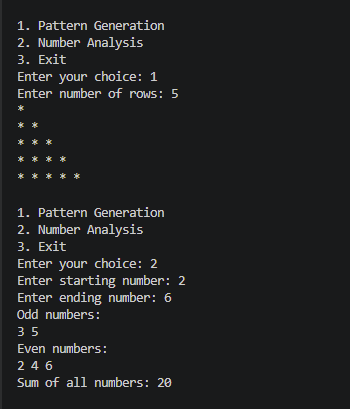 1. Pattern Generation
2. Number Analysis
3. Exit
Enter your choice: 1
Enter number of rows: 5
*
* *
* * *
* * * *
* * * * *
1. Pattern Generation
2. Number Analysis
3. Exit
Enter your choice: 2
Enter starting number: 2
Enter ending number: 6
Odd numbers:
3 5
Even numbers:
2 4 6
Sum of all numbers: 20